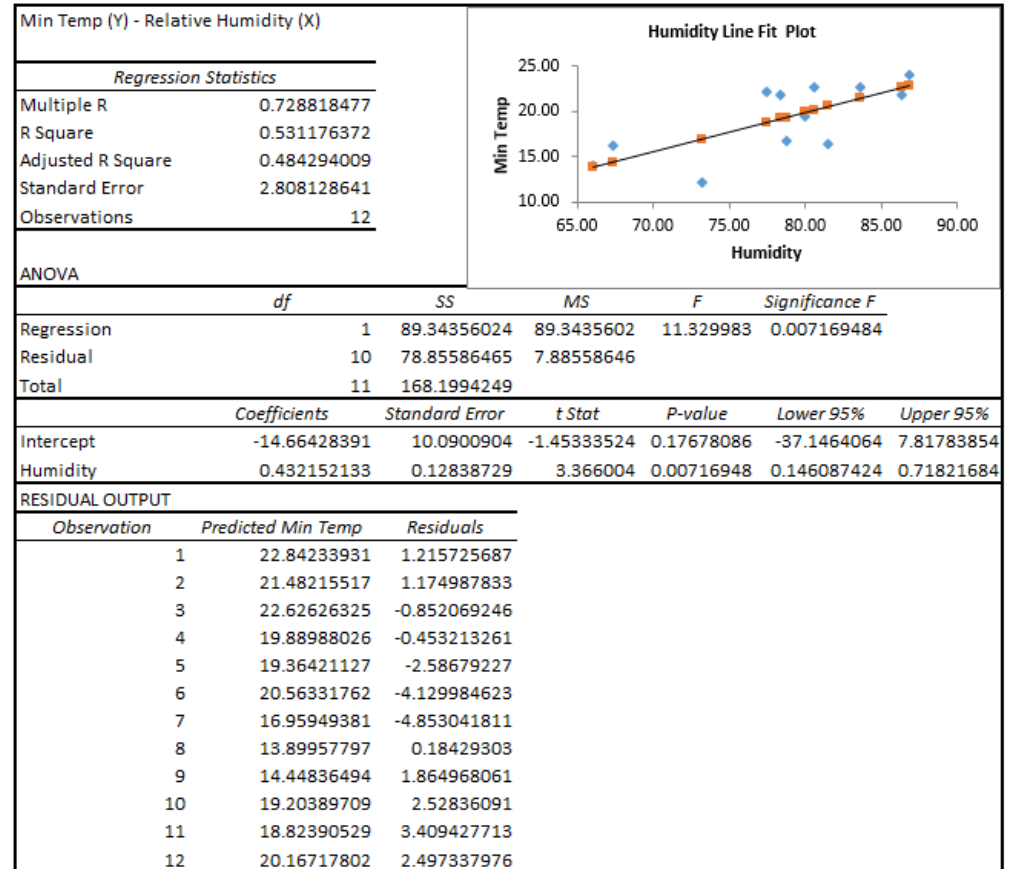 Min Temp (Y) - Relative Humidity (X)
Regression Statistics
Multiple R 0.728818477
R Square 0.531176372
Adjusted R Square 0.484294009
Standard Error 2.808128641
Observations 12
Humidity Line Fit Plot
Min Temp
25.00
20.00
15.00
10.00
65.00 70.00 75.00 80.00 85.00 90.00
Humidity
ANOVA
df SS MS F Significance F
Regression 1 89.34356024 89.3435602 11.329983 0.007169484
Residual 10 78.85586465 7.88558646
Total 11 168.1994249
Coefficients Standard Error t Stat P-value Lower 95% Upper 95%
Intercept -14.66428391 10.0900904 -1.45333524 0.17678086 -37.1464064 7.81783854
Humidity 0.432152133 0.12838729 3.366004 0.00716948 0.146087424 0.71821684
RESIDUAL OUTPUT
Observation Predicted Min Temp Residuals
1 22.84233931 1.215725687
2 21.48215517 1.174987833
3 22.62626325 -0.852069246
4 19.88988026 -0.453213261
5 19.36421127 -2.58679227
6 20.56331762 -4.129984623
7 16.95949381 -4.853041811
8 13.89957797 0.18429303
9 14.44836494 1.864968061
10 19.20389709 2.52836091
11 18.82390529 3.409427713
12 20.16717802 2.497337976